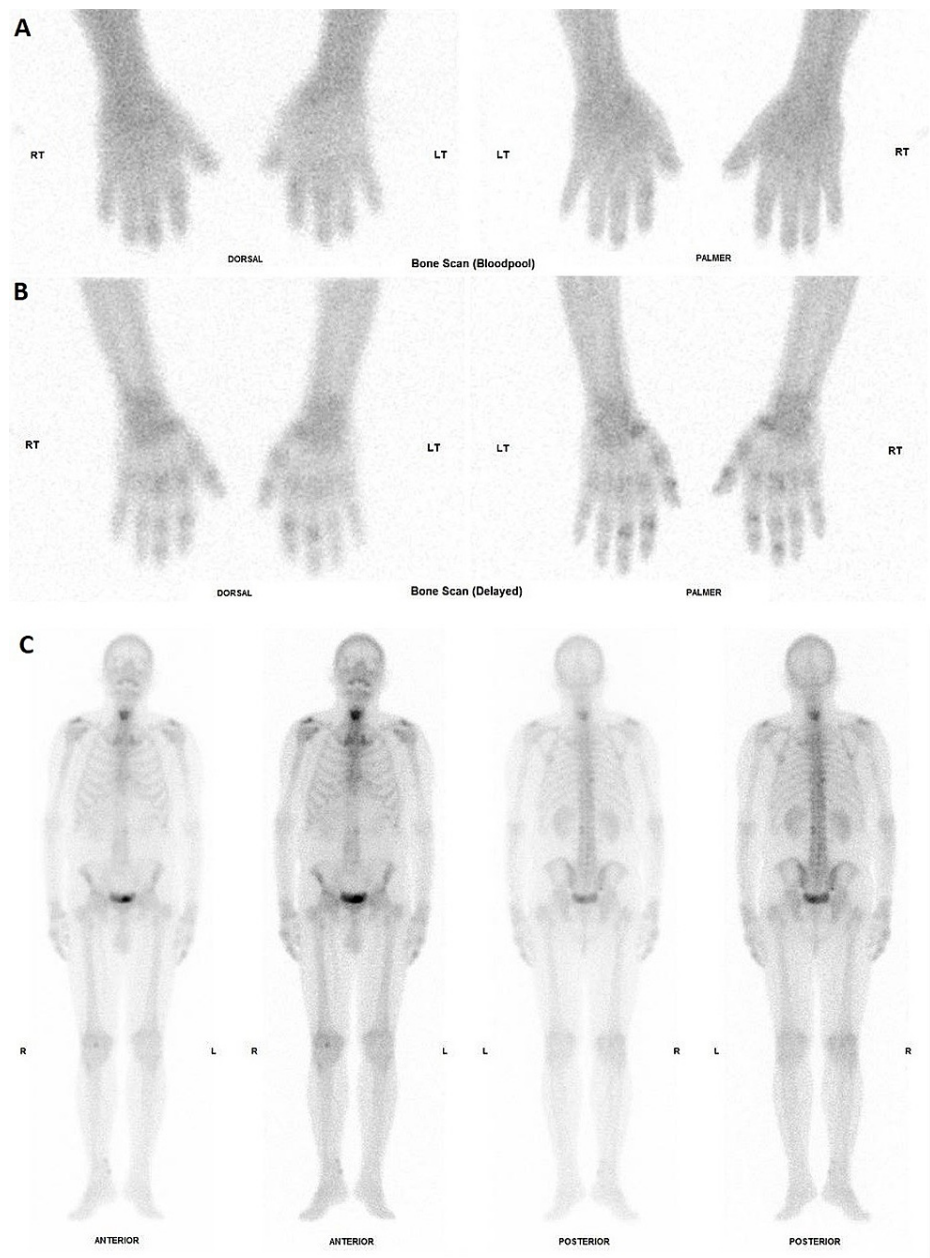 A
RT
LT
LT
RT
DORSAL
PALMER
Bone Scan (Bloodpool)
B
RT
LT
LT
RT
DORSAL
Bone Scan (Delayed)
PALMER
C
R
L
R
L
L
R
L
R
ANTERIOR
ANTERIOR
POSTERIOR
POSTERIOR